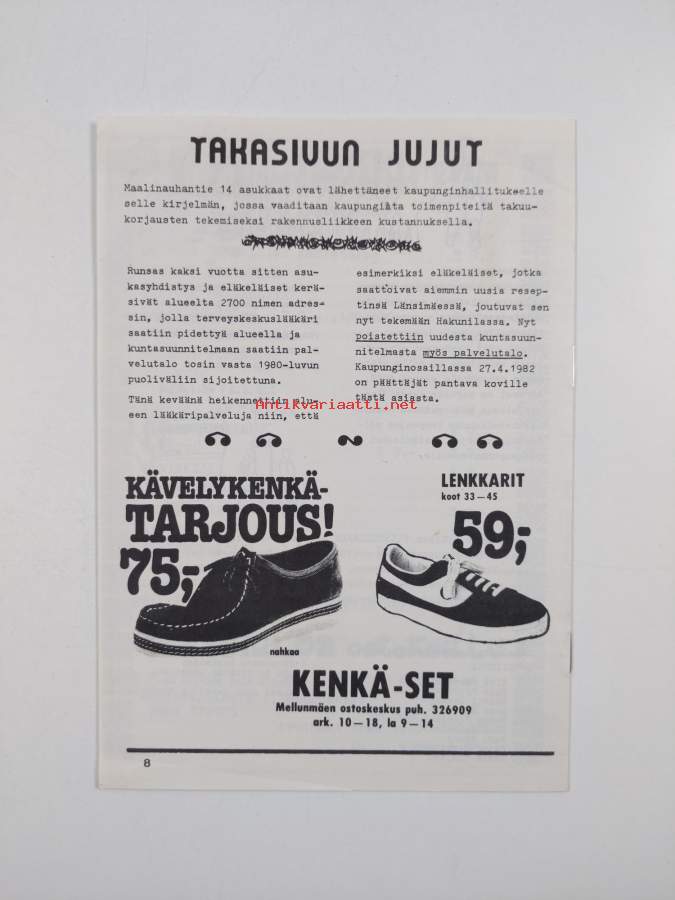 TAKASIVUN JUJUT
Maalinauhantie 14 asukkaat ovat lähettäneet kaupunginhallitukselle
selle kirjelmän, jossa vaaditaan kaupungilta toimenpiteitä takuu-
korjausten tekemiseksi rakennusliikkeen kustannuksella.
Runsas kaksi vuotta sitten asu-
kasyhdistys ja eläkeläiset kerä-
sivät alueelta 2700 nimen adres-
sin, jolla terveyskeskuslääkäri
saatiin pidettyä alueella ja
kuntasuunnitelmaan saatiin pal-
velutalo tosin vasta 1980-luvun
puoliväliin sijoitettuna.
Tänä keväänä heikennettiin alu-
een lääkäripalveluja niin, että
esimerkiksi eläkeläiset, jotka
saattoivat aiemmin uusia resep-
tinsä Länsimäessä, joutuvat sen
nyt tekemään Hakunilassa. Nyt
poistettiin uudesta kuntasuun-
nitelmasta myös palvelutalo.
Kaupunginosaillassa 27.4.1982
on päättäjät pantava koville
tästä asiasta.
Antikvariaatti.net
KÄVELYKENKÄ-
TARJOUS!
75,-
nahkaa
LENKKARIT
koot 33–45
59,-
KENKÄ-SET
Mellunmäen ostoskeskus puh. 326909
ark. 10–18, la 9–14
8